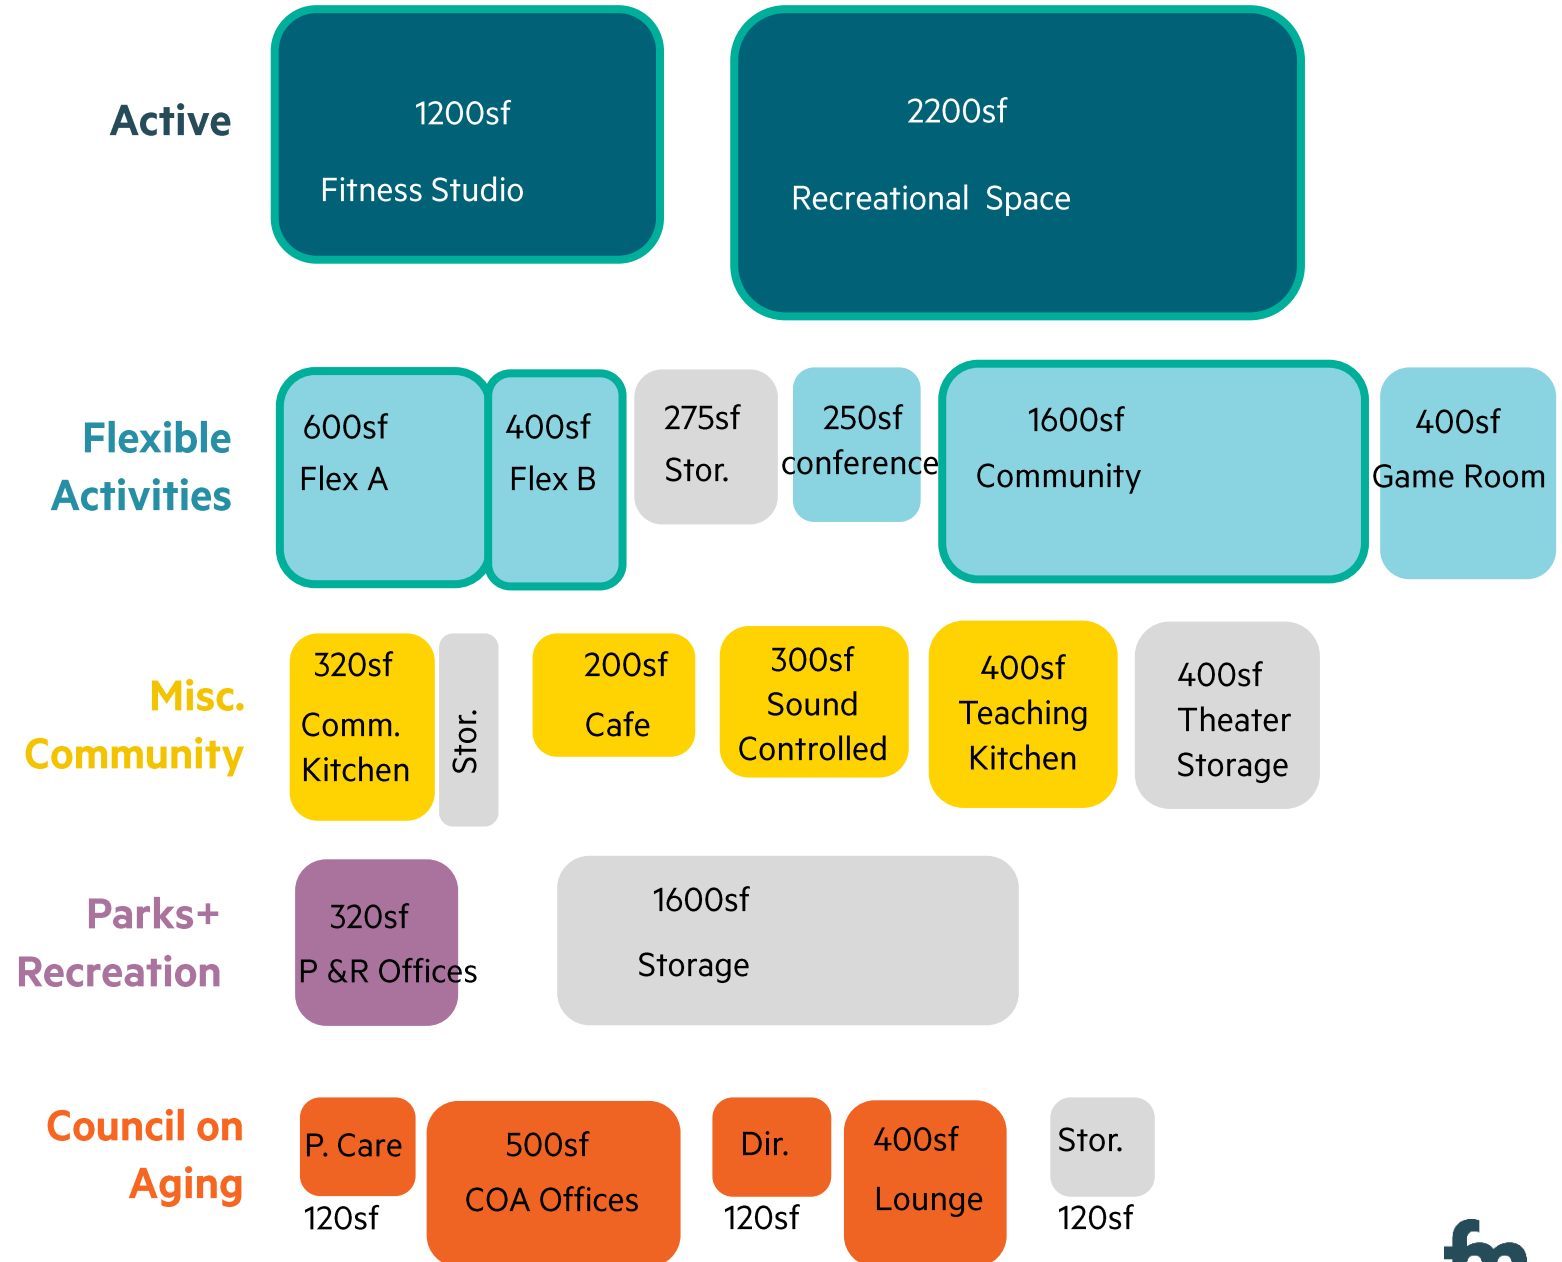 Active
1200sf
Fitness Studio
2200sf
Recreational Space
Flexible
Activities
600sf
Flex A
400sf
Flex B
275sf
Stor.
250sf
conference
1600sf
Community
400sf
Game Room
Misc.
Community
320sf
Comm.
Kitchen
Stor.
200sf
Cafe
300sf
Sound
Controlled
400sf
Teaching
Kitchen
400sf
Theater
Storage
Parks+
Recreation
320sf
P &R Offices
1600sf
Storage
Council on
Aging
P. Care
120sf
500sf
COA Offices
Dir.
120sf
400sf
Lounge
Stor.
120sf